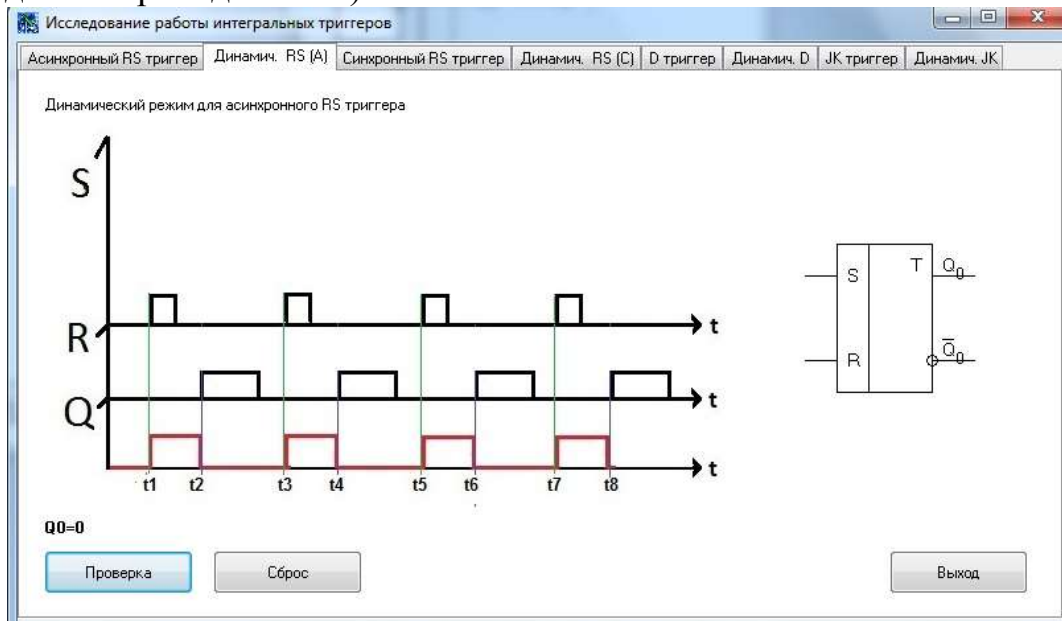 Исследование работы интегральных триггеров
Асинхронный RS триггер Динамич. RS (A) Синхронный RS триггер Динамич. RS (C) D триггер Динамич. D JK триггер Динамич. JK
Динамический режим для асинхронного RS триггера
S
R
Q
t
t
t
t1 t2 t3 t4 t5 t6 t7 t8
S T Q0
R Q̅0
Q0=0
Проверка Сброс Выход